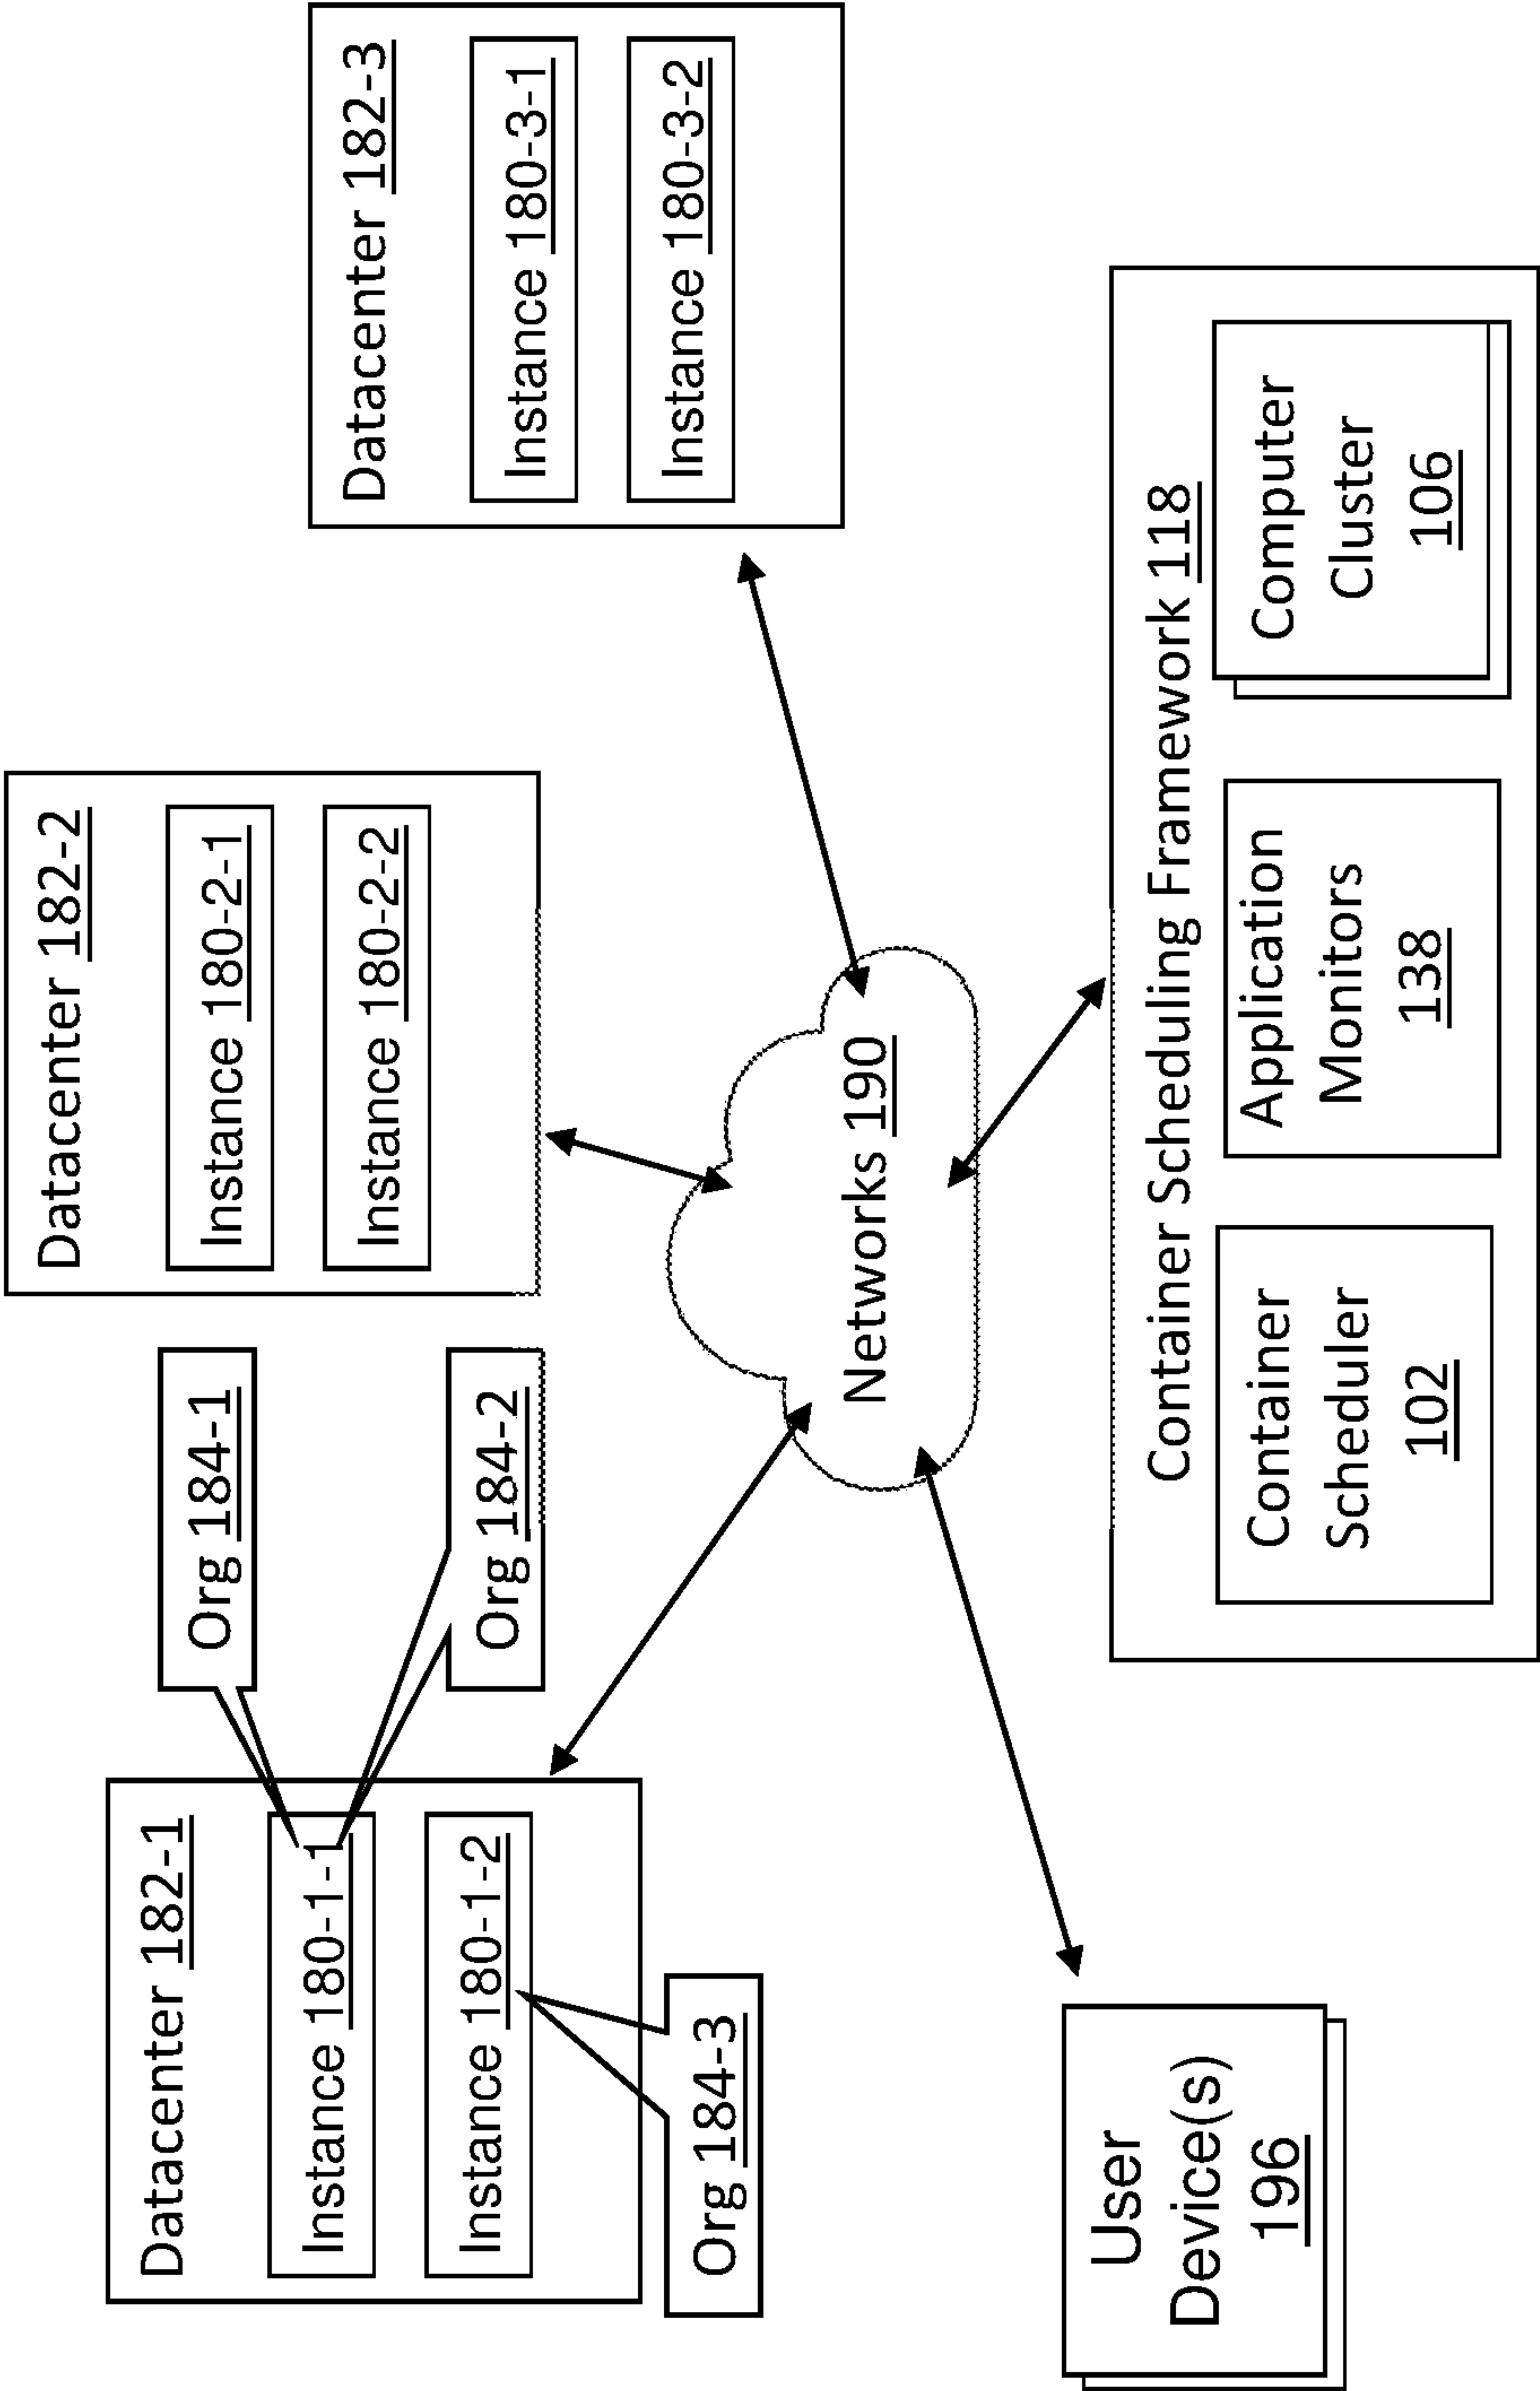 Datacenter 182-1
Instance 180-1-1
Instance 180-1-2
Org 184-1
Org 184-2
Org 184-3
Datacenter 182-2
Instance 180-2-1
Instance 180-2-2
Datacenter 182-3
Instance 180-3-1
Instance 180-3-2
Networks 190
User
Device(s)
196
Container Scheduling Framework 118
Container
Scheduler
102
Application
Monitors
138
Computer
Cluster
106